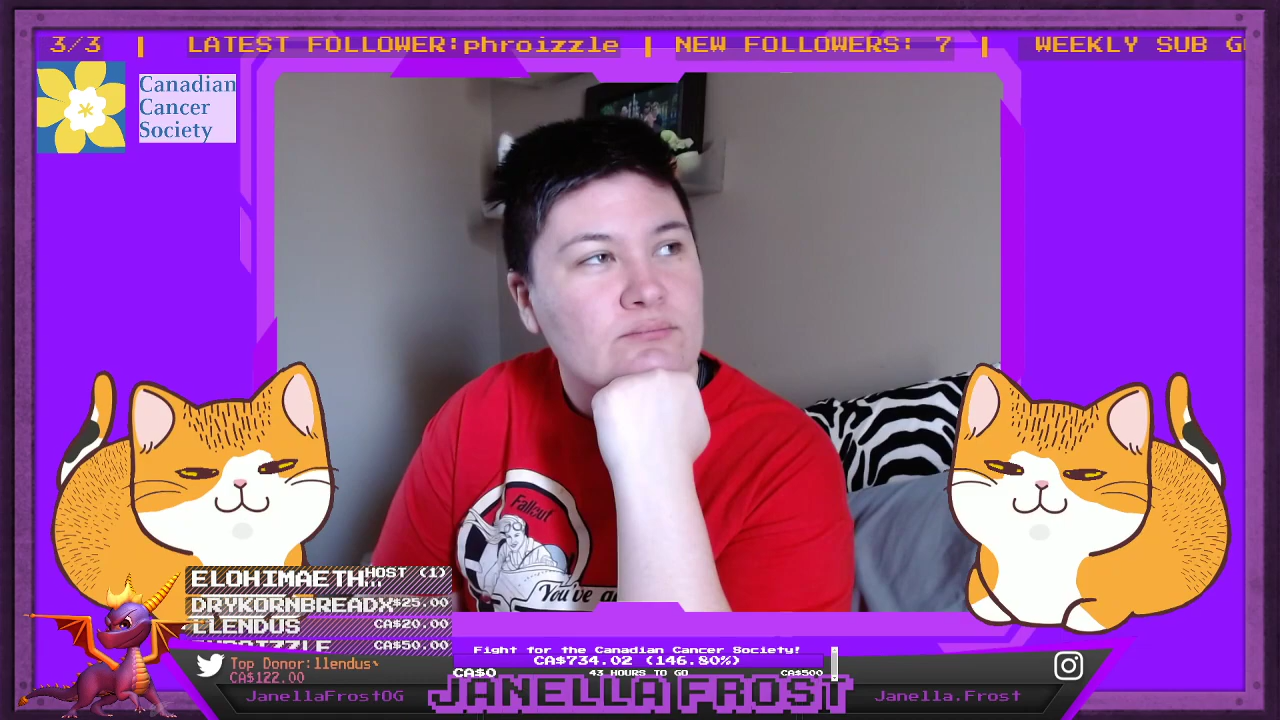 3/3 | LATEST FOLLOWER:phroizzle | NEW FOLLOWERS: 7 | WEEKLY SUB
Canadian
Cancer
Society
Fallout
You've
ELOHIMAETH... HOST (1)
DRYKORNBREADX CA$25.00
LLENDUS CA$20.00
CA$50.00
Fight for the Canadian Cancer Society!
CA$734.02 (146.80%)
CA$0 43 HOURS TO GO CA$500
Top Donor:llendus
CA$122.00
JanellaFrostOG
JANELLA FROST
Janella.Frost